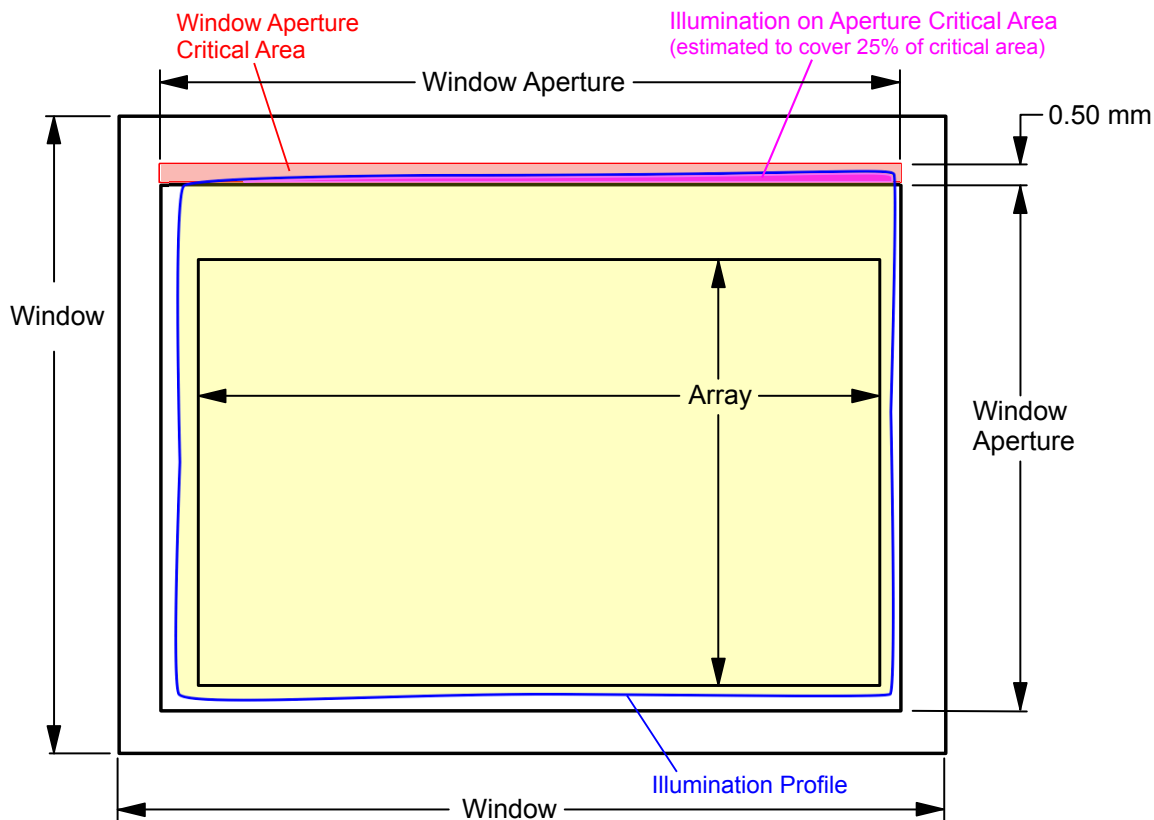 Window Aperture
Critical Area
Illumination on Aperture Critical Area
(estimated to cover 25% of critical area)
Window Aperture
0.50 mm
Window
Array
Window
Aperture
Illumination Profile
Window